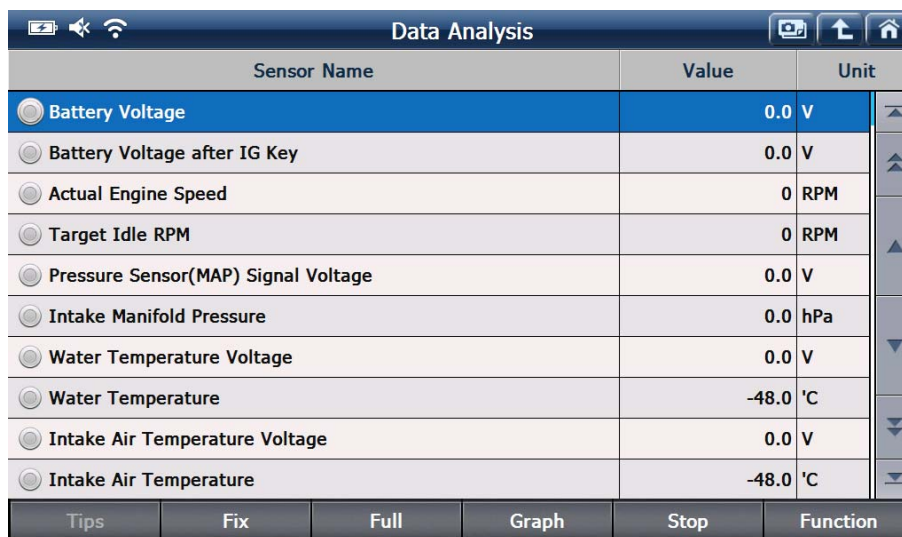 Data Analysis
Sensor Name Value Unit
Battery Voltage 0.0 V
Battery Voltage after IG Key 0.0 V
Actual Engine Speed 0 RPM
Target Idle RPM 0 RPM
Pressure Sensor(MAP) Signal Voltage 0.0 V
Intake Manifold Pressure 0.0 hPa
Water Temperature Voltage 0.0 V
Water Temperature -48.0 'C
Intake Air Temperature Voltage 0.0 V
Intake Air Temperature -48.0 'C
Tips Fix Full Graph Stop Function